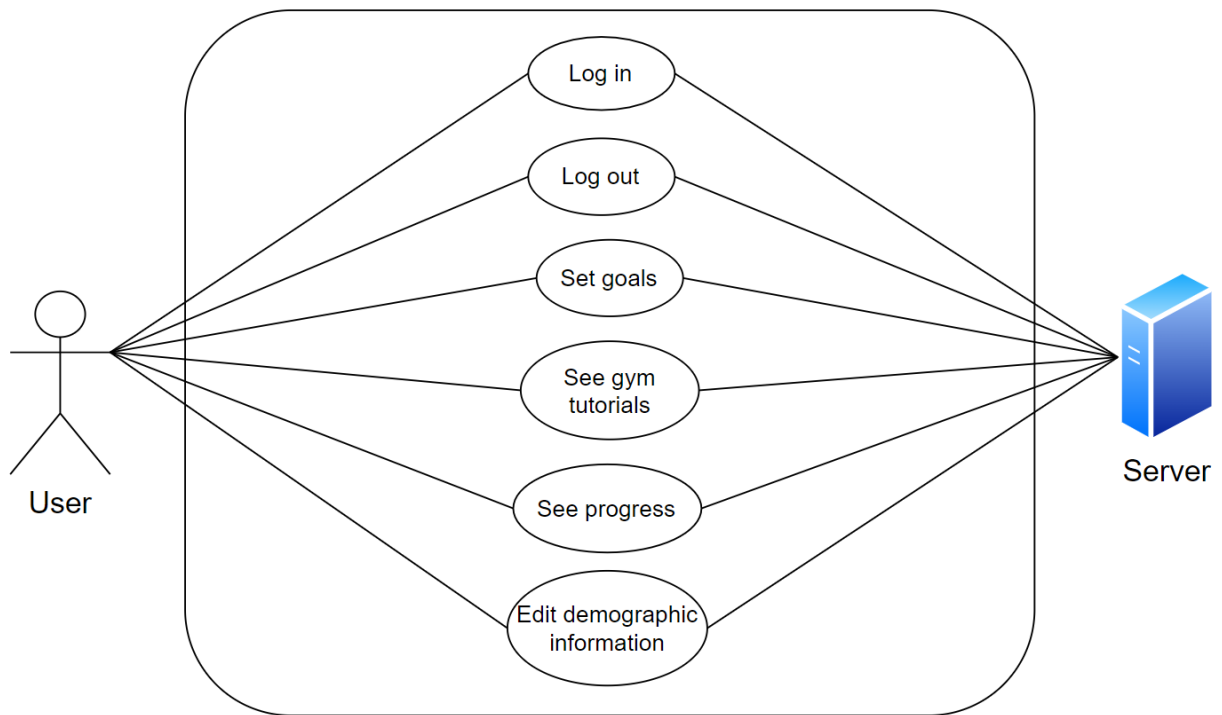 Log in
Log out
Set goals
See gym
tutorials
See progress
Edit demographic
information
User
Server